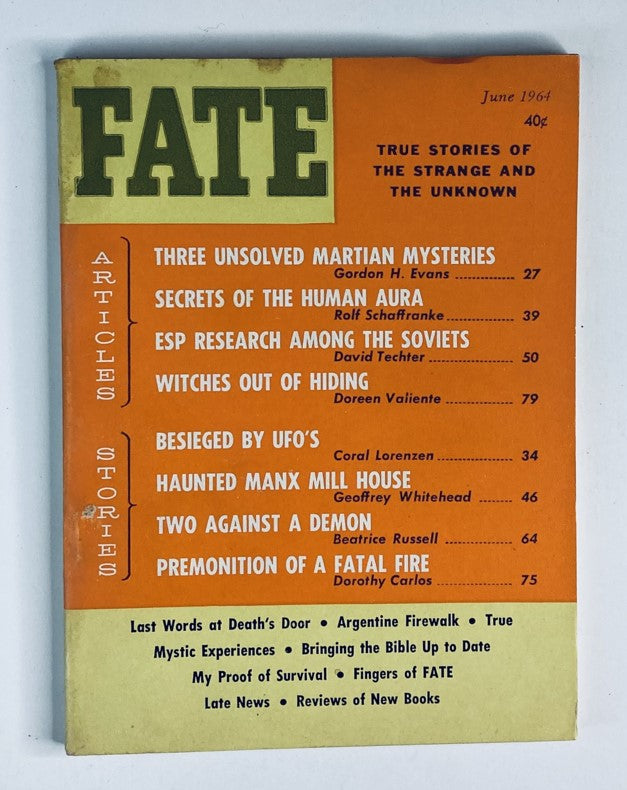 FATE
June 1964
40¢
TRUE STORIES OF
THE STRANGE AND
THE UNKNOWN
ARTICLES
THREE UNSOLVED MARTIAN MYSTERIES
Gordon H. Evans ............... 27
SECRETS OF THE HUMAN AURA
Rolf Schaffranke ................. 39
ESP RESEARCH AMONG THE SOVIETS
David Techter ..................... 50
WITCHES OUT OF HIDING
Doreen Valiente ................. 79
STORIES
BESIEGED BY UFO'S
Coral Lorenzen ................... 34
HAUNTED MANX MILL HOUSE
Geoffrey Whitehead ........ 46
TWO AGAINST A DEMON
Beatrice Russell ................. 64
PREMONITION OF A FATAL FIRE
Dorothy Carlos ................... 75
Last Words at Death's Door • Argentine Firewalk • True
Mystic Experiences • Bringing the Bible Up to Date
My Proof of Survival • Fingers of FATE
Late News • Reviews of New Books